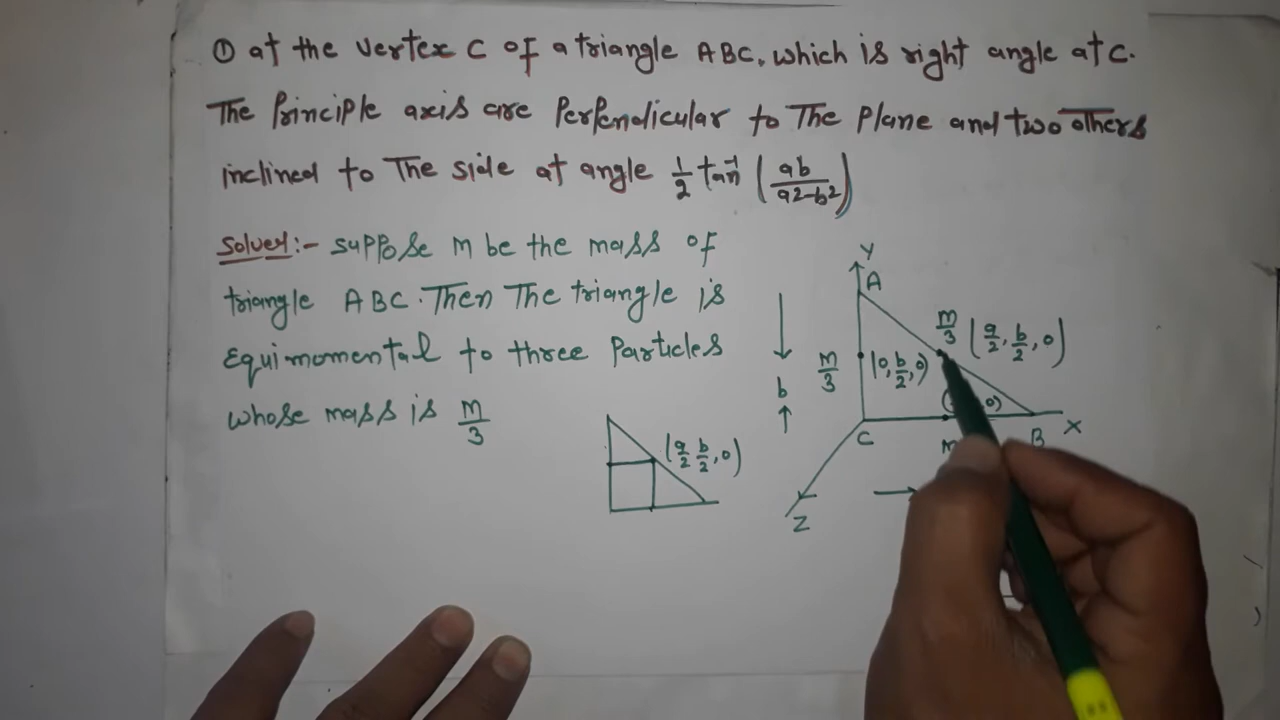 ① at the vertex C of a triangle ABC, which is right angle at C.
The Principle axis are Perpendicular to The Plane and two others
inclined to The side at angle 1/2 tan⁻¹ (ab/a2-b2)
Solver:- suppose m be the mass of
triangle ABC. Then The triangle is
Equimomental to three Particles
whose mass is m/3
Y
A
m/3 (a/2, b/2, 0)
m/3
(0, b/2, 0)
b
0)
C
B
X
m
(a/2 b/2, 0)
Z